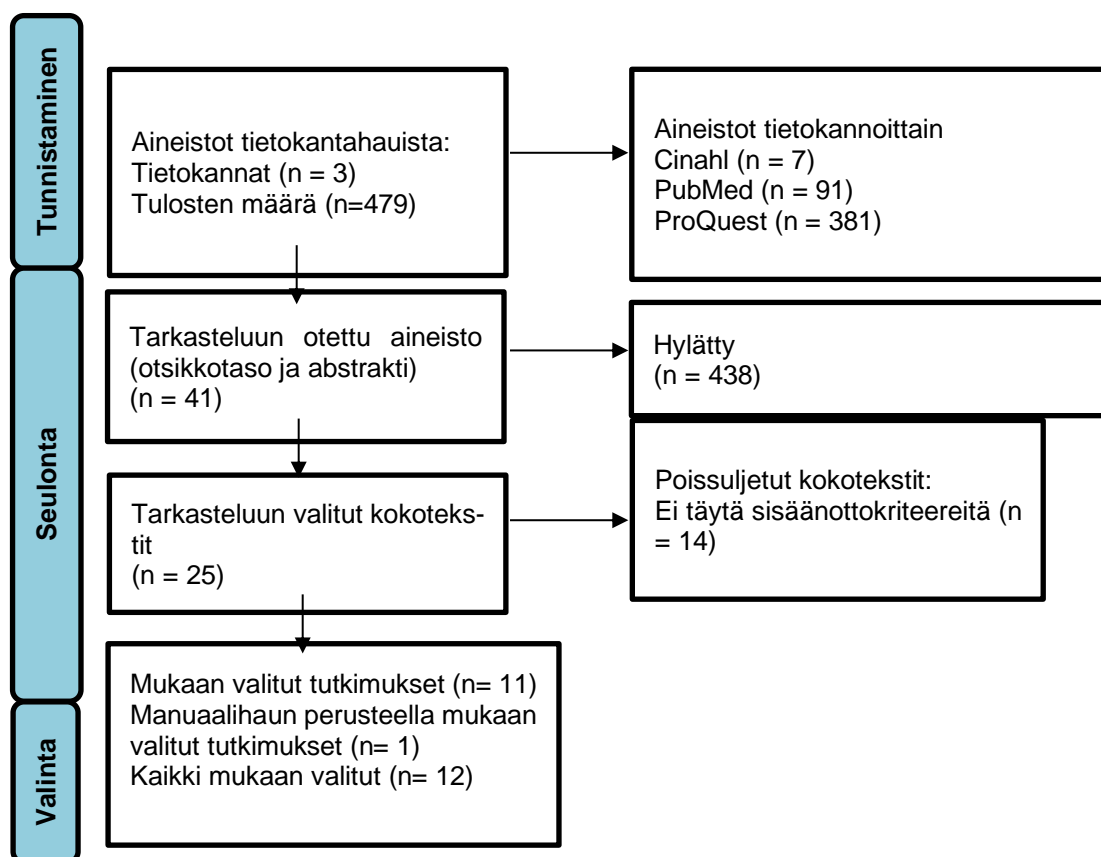 Tunnistaminen
Aineistot tietokantahauista:
Tietokannat (n = 3)
Tulosten määrä (n=479)
Aineistot tietokannoittain
Cinahl (n = 7)
PubMed (n = 91)
ProQuest (n = 381)
Seulonta
Tarkasteluun otettu aineisto
(otsikkotaso ja abstrakti)
(n = 41)
Hylätty
(n = 438)
Tarkasteluun valitut kokoteks-
tit
(n = 25)
Poissuljetut kokotekstit:
Ei täytä sisäänottokriteereitä (n
= 14)
Valinta
Mukaan valitut tutkimukset (n= 11)
Manuaalihaun perusteella mukaan
valitut tutkimukset (n= 1)
Kaikki mukaan valitut (n= 12)